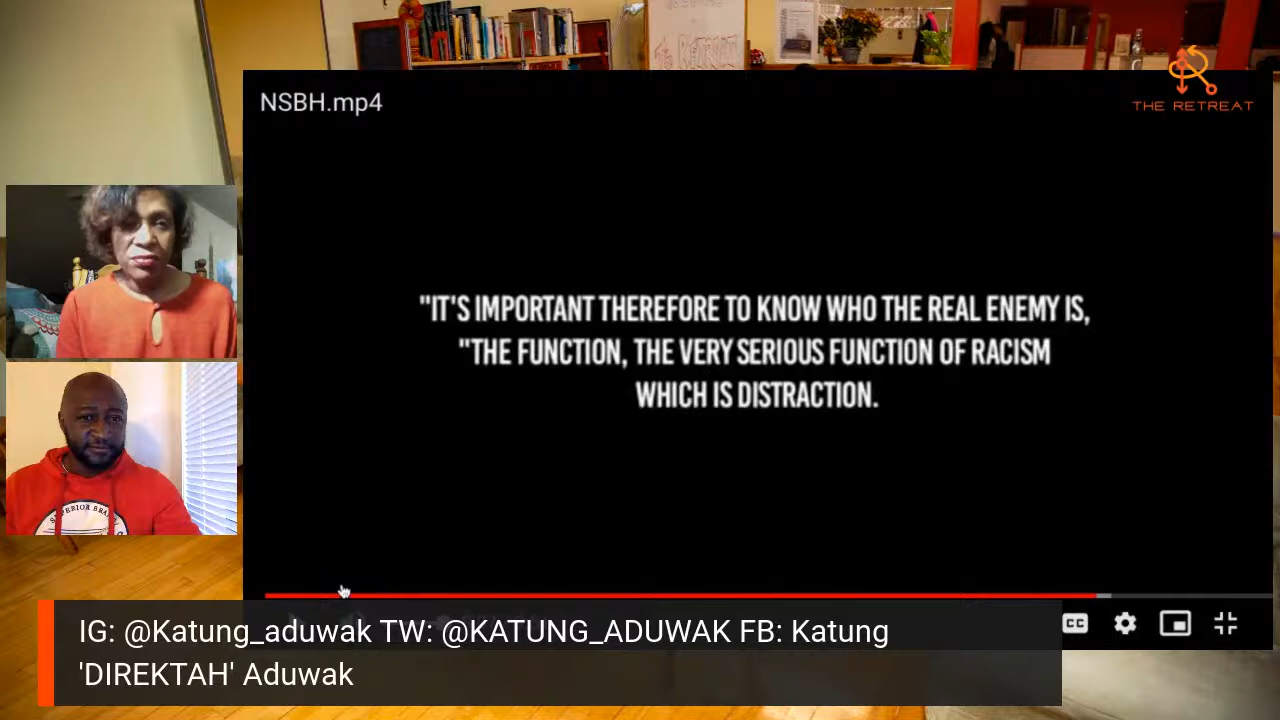 NSBH.mp4
THE RETREAT
"IT'S IMPORTANT THEREFORE TO KNOW WHO THE REAL ENEMY IS,
"THE FUNCTION, THE VERY SERIOUS FUNCTION OF RACISM
WHICH IS DISTRACTION.
CC
IG: @Katung_aduwak TW: @KATUNG_ADUWAK FB: Katung
'DIREKTAH' Aduwak